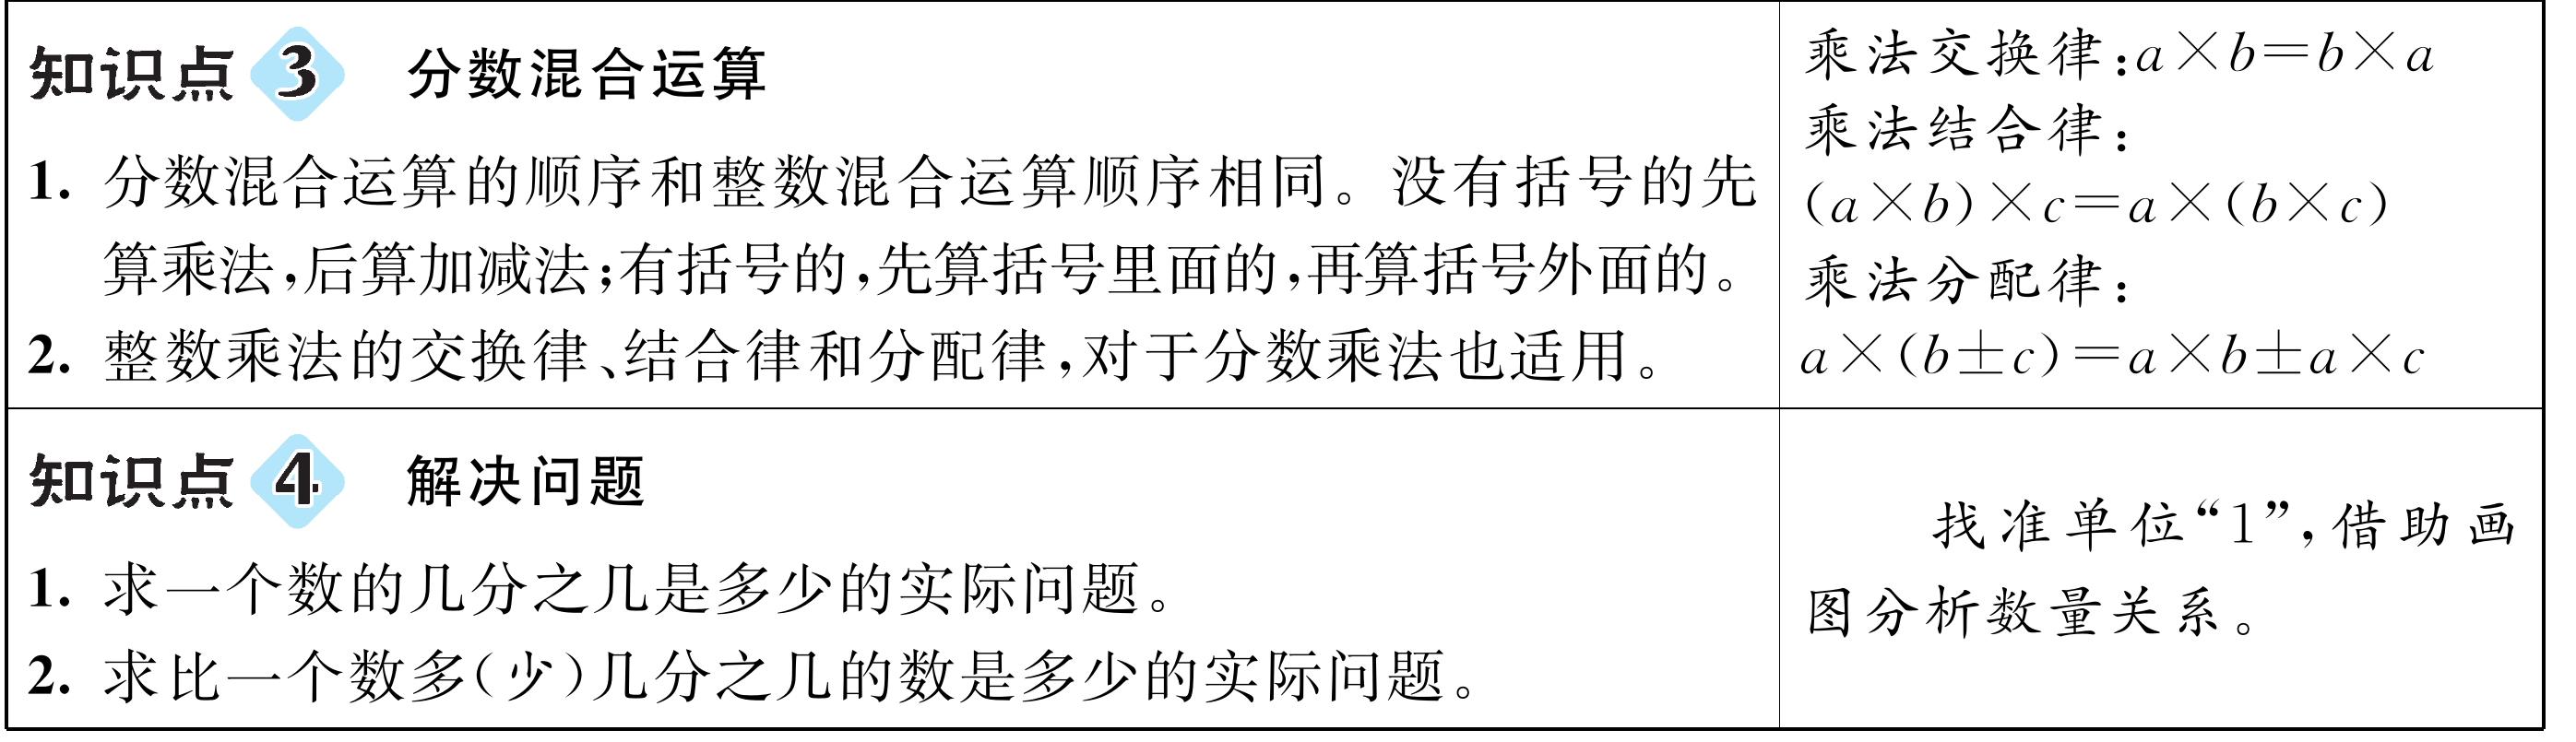 知识点 3 分数混合运算
1. 分数混合运算的顺序和整数混合运算顺序相同。没有括号的先
算乘法,后算加减法;有括号的,先算括号里面的,再算括号外面的。
2. 整数乘法的交换律、结合律和分配律,对于分数乘法也适用。
乘法交换律:a×b=b×a
乘法结合律:
(a×b)×c=a×(b×c)
乘法分配律:
a×(b±c)=a×b±a×c
知识点 4 解决问题
1. 求一个数的几分之几是多少的实际问题。
2. 求比一个数多(少)几分之几的数是多少的实际问题。
找准单位“1”,借助画
图分析数量关系。